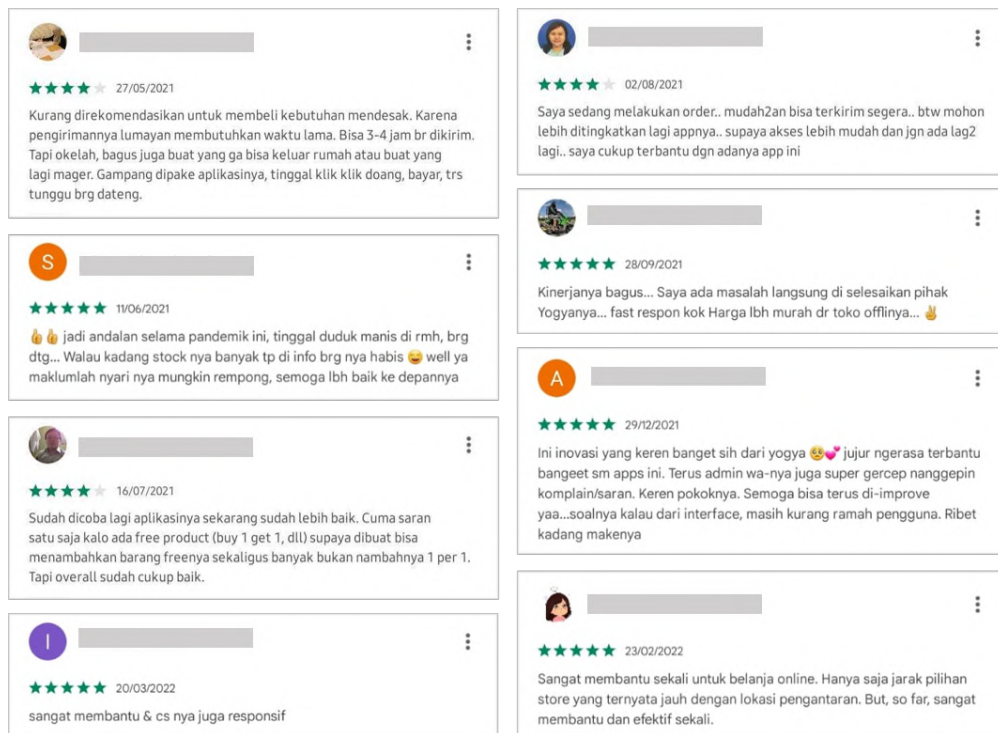 27/05/2021
Kurang direkomendasikan untuk membeli kebutuhan mendesak. Karena
pengirimannya lumayan membutuhkan waktu lama. Bisa 3-4 jam br dikirim.
Tapi okelah, bagus juga buat yang ga bisa keluar rumah atau buat yang
lagi mager. Gampang dipake aplikasinya, tinggal klik klik doang, bayar, trs
tunggu brg dateng.
S
11/06/2021
👍👍 jadi andalan selama pandemik ini, tinggal duduk manis di rmh, brg
dtg... Walau kadang stock nya banyak tp di info brg nya habis 😅 well ya
maklumlah nyari nya mungkin rempong, semoga lbh baik ke depannya
16/07/2021
Sudah dicoba lagi aplikasinya sekarang sudah lebih baik. Cuma saran
satu saja kalo ada free product (buy 1 get 1, dll) supaya dibuat bisa
menambahkan barang freenya sekaligus banyak bukan nambahnya 1 per 1.
Tapi overall sudah cukup baik.
I
20/03/2022
sangat membantu & cs nya juga responsif
02/08/2021
Saya sedang melakukan order.. mudah2an bisa terkirim segera.. btw mohon
lebih ditingkatkan lagi appnya.. supaya akses lebih mudah dan jgn ada lag2
lagi.. saya cukup terbantu dgn adanya app ini
28/09/2021
Kinerjanya bagus... Saya ada masalah langsung di selesaikan pihak
Yogyanya... fast respon kok Harga lbh murah dr toko offlinya... ✌
A
29/12/2021
Ini inovasi yang keren banget sih dari yogya 🥺💕 jujur ngerasa terbantu
bangeet sm apps ini. Terus admin wa-nya juga super gercep nanggepin
komplain/saran. Keren pokoknya. Semoga bisa terus di-improve
yaa...soalnya kalau dari interface, masih kurang ramah pengguna. Ribet
kadang makenya
23/02/2022
Sangat membantu sekali untuk belanja online. Hanya saja jarak pilihan
store yang ternyata jauh dengan lokasi pengantaran. But, so far, sangat
membantu dan efektif sekali.